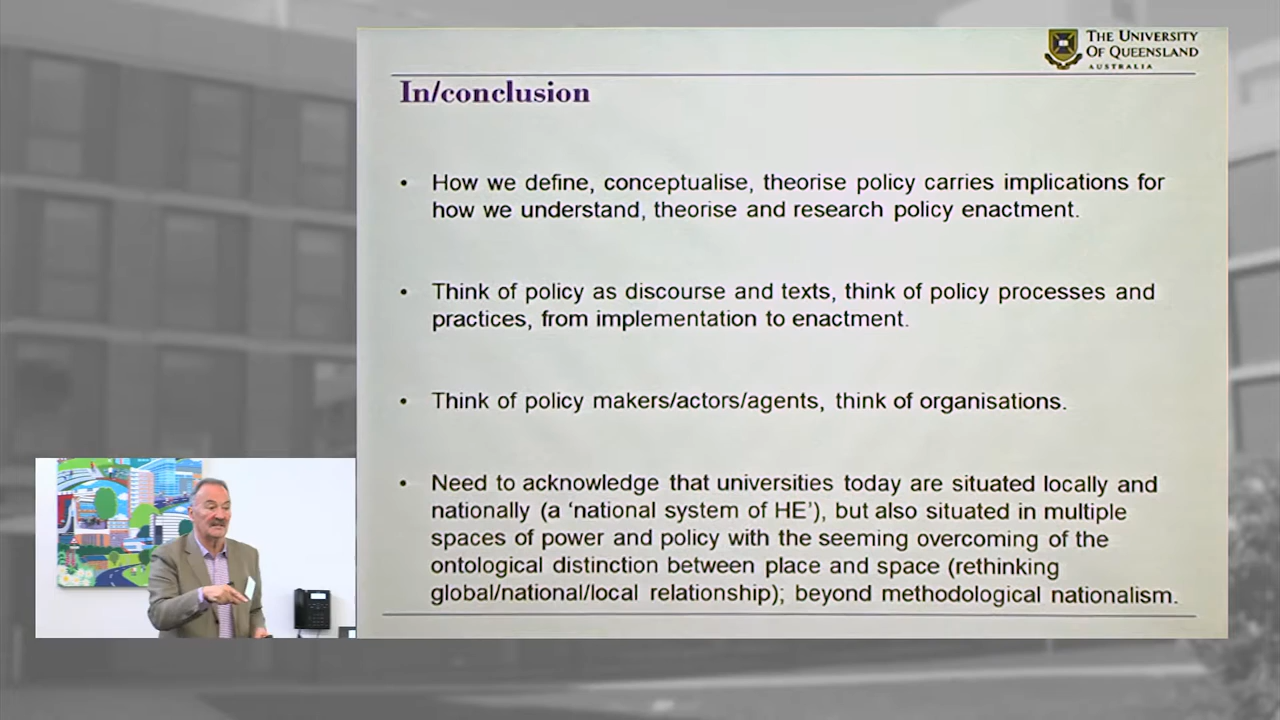 THE UNIVERSITY
OF QUEENSLAND
AUSTRALIA
In/conclusion
• How we define, conceptualise, theorise policy carries implications for
how we understand, theorise and research policy enactment.
• Think of policy as discourse and texts, think of policy processes and
practices, from implementation to enactment.
• Think of policy makers/actors/agents, think of organisations.
• Need to acknowledge that universities today are situated locally and
nationally (a ‘national system of HE’), but also situated in multiple
spaces of power and policy with the seeming overcoming of the
ontological distinction between place and space (rethinking
global/national/local relationship); beyond methodological nationalism.